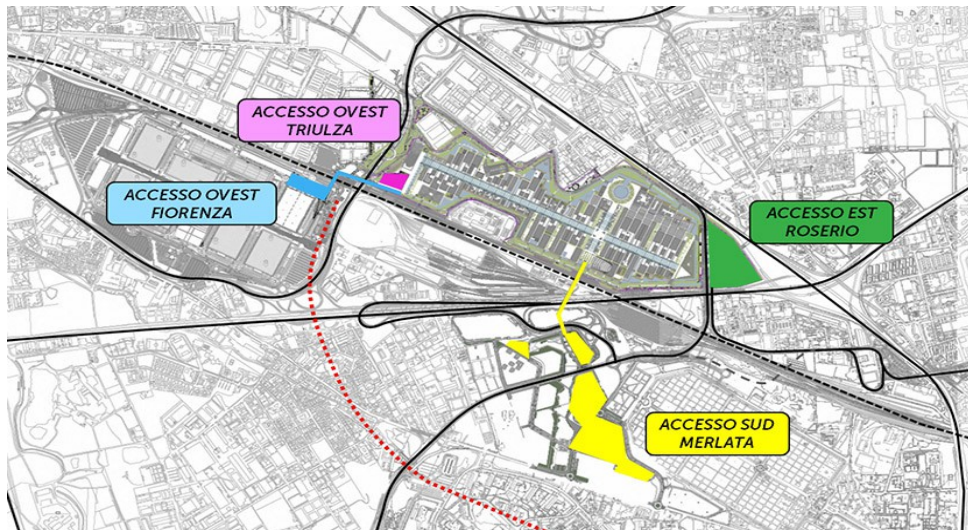 ACCESSO OVEST
TRIULZA
ACCESSO OVEST
FIORENZA
ACCESSO EST
ROSERIO
ACCESSO SUD
MERLATA